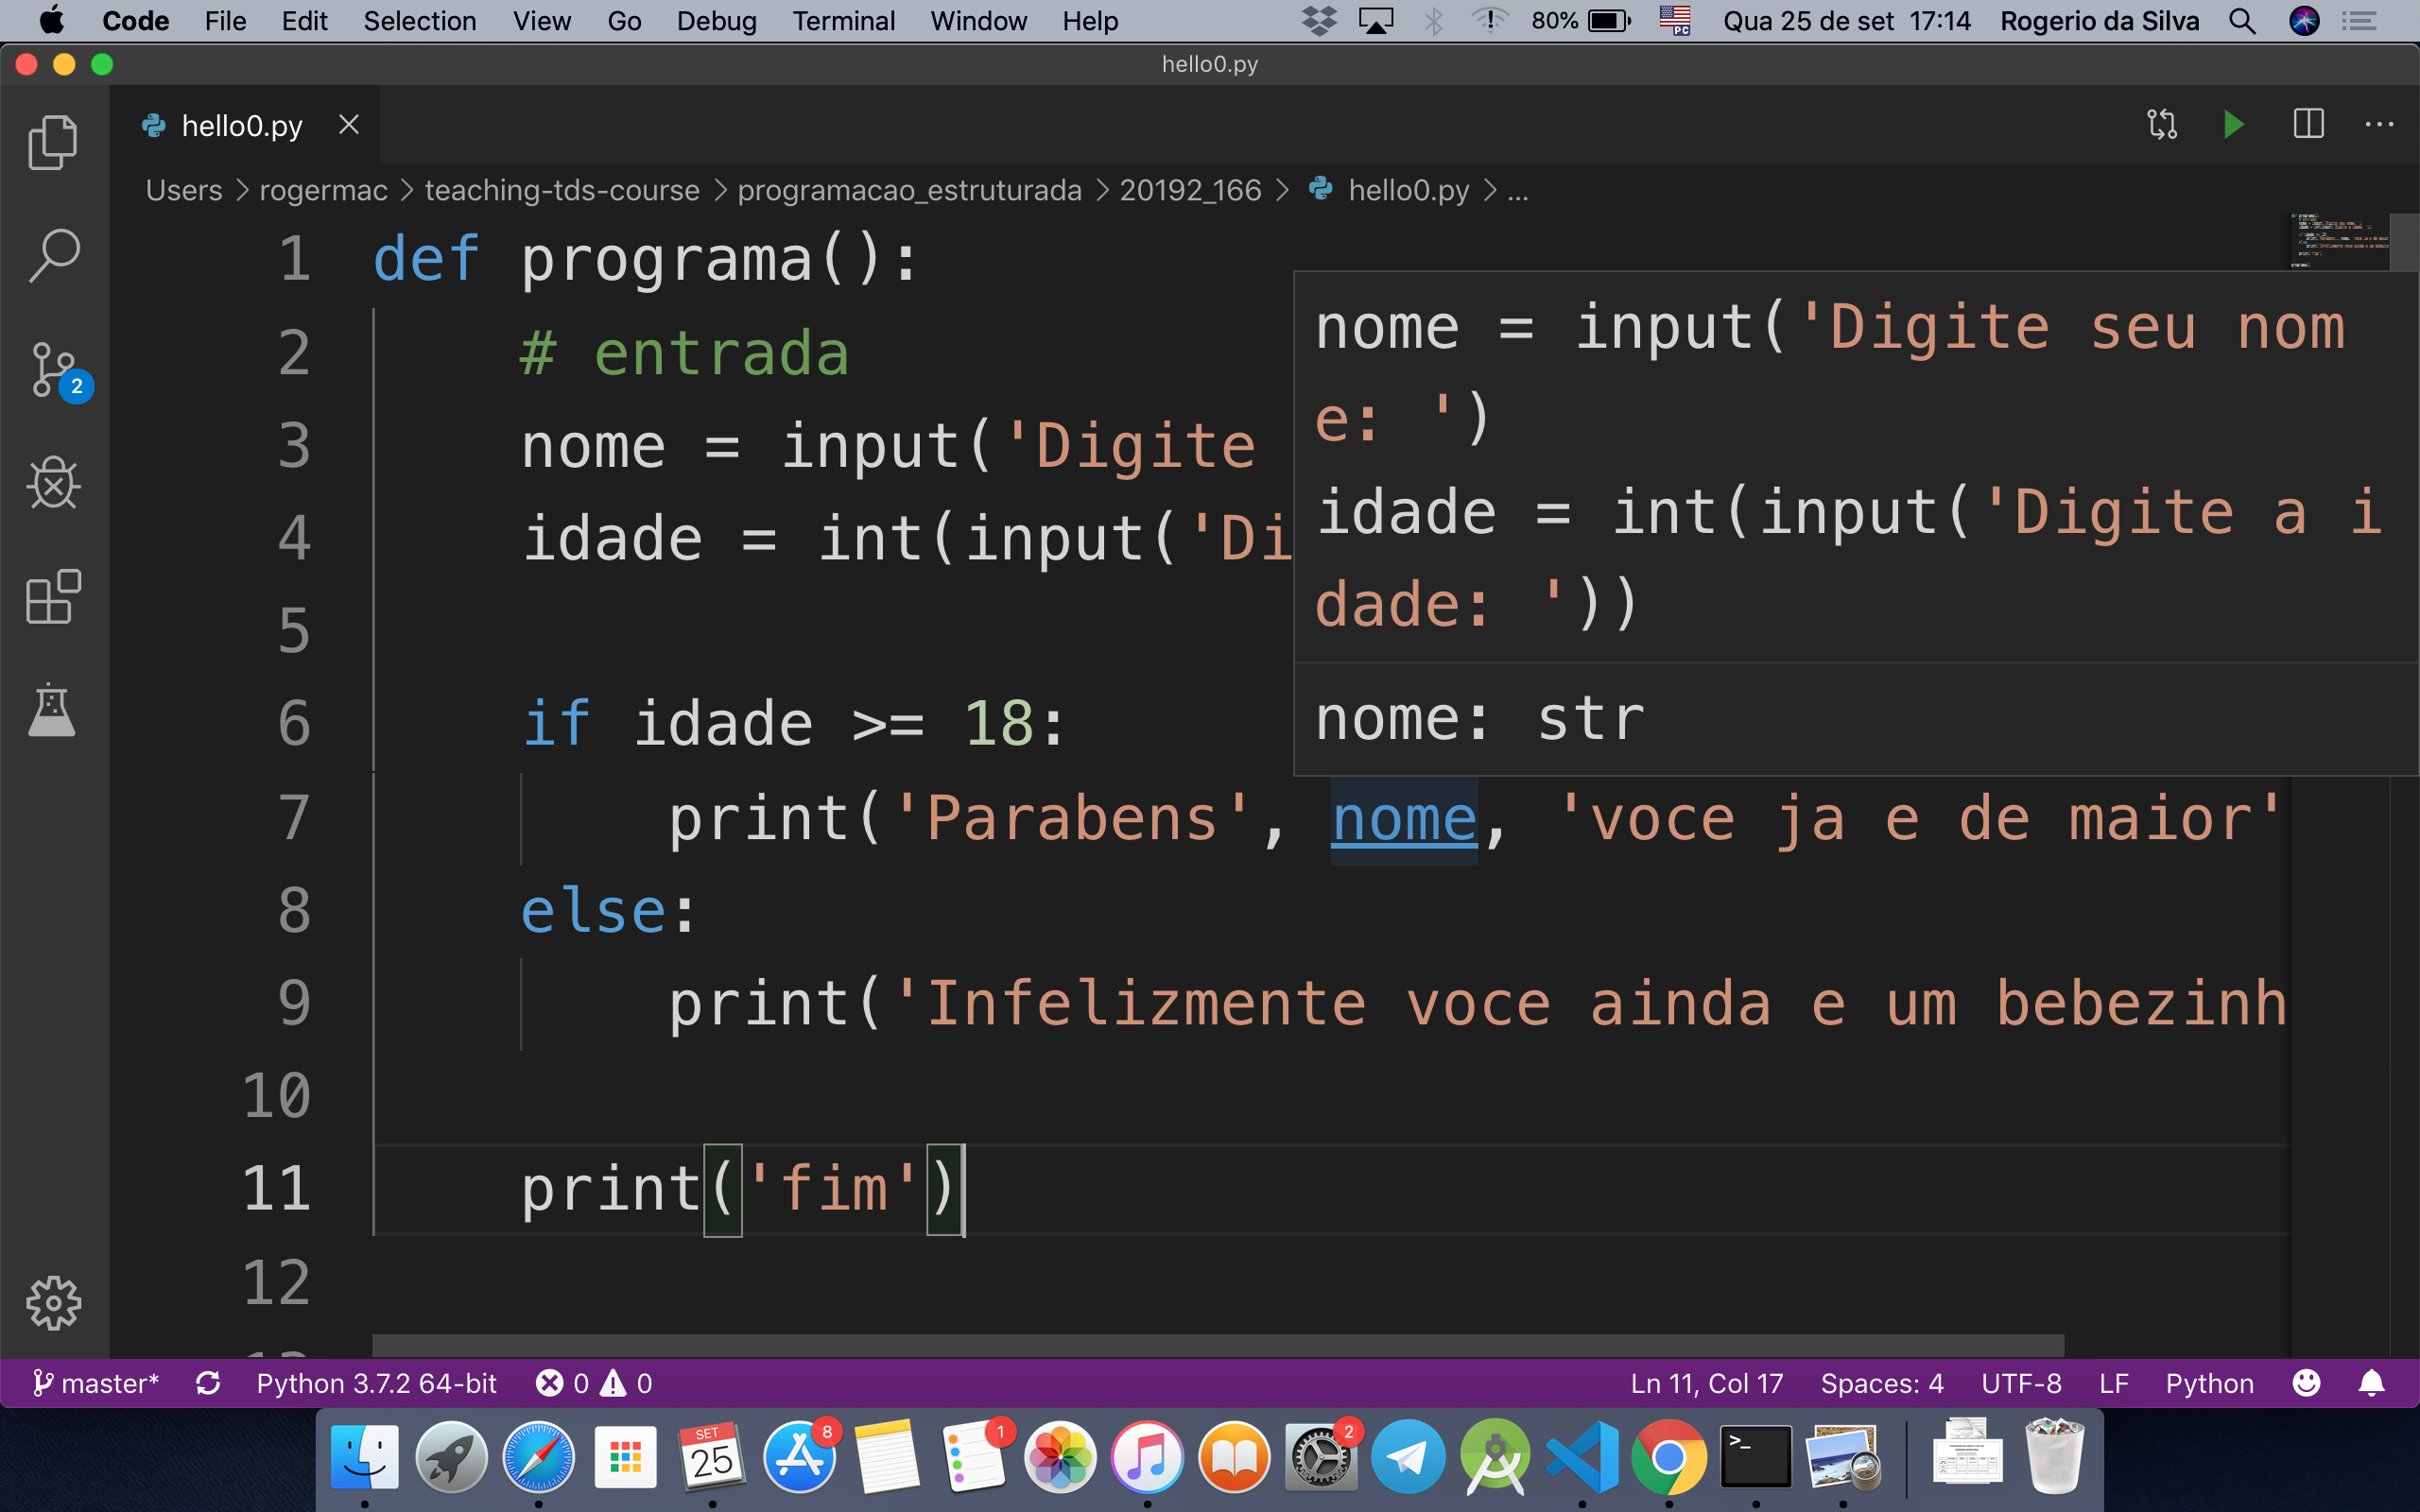 Code File Edit Selection View Go Debug Terminal Window Help 80% PC Qua 25 de set 17:14 Rogerio da Silva
hello0.py
hello0.py
Users > rogermac > teaching-tds-course > programacao_estruturada > 20192_166 > hello0.py > ...
1 def programa():
2 # entrada
3 nome = input('Digite
4 idade = int(input('Di
5
6 if idade >= 18:
7 print('Parabens', nome, 'voce ja e de maior'
8 else:
9 print('Infelizmente voce ainda e um bebezinh
10
11 print('fim')
12
nome = input('Digite seu nom
e: ')
idade = int(input('Digite a i
dade: '))
nome: str
2
master* Python 3.7.2 64-bit 0 0 Ln 11, Col 17 Spaces: 4 UTF-8 LF Python
SET
25
8
1
2
>_